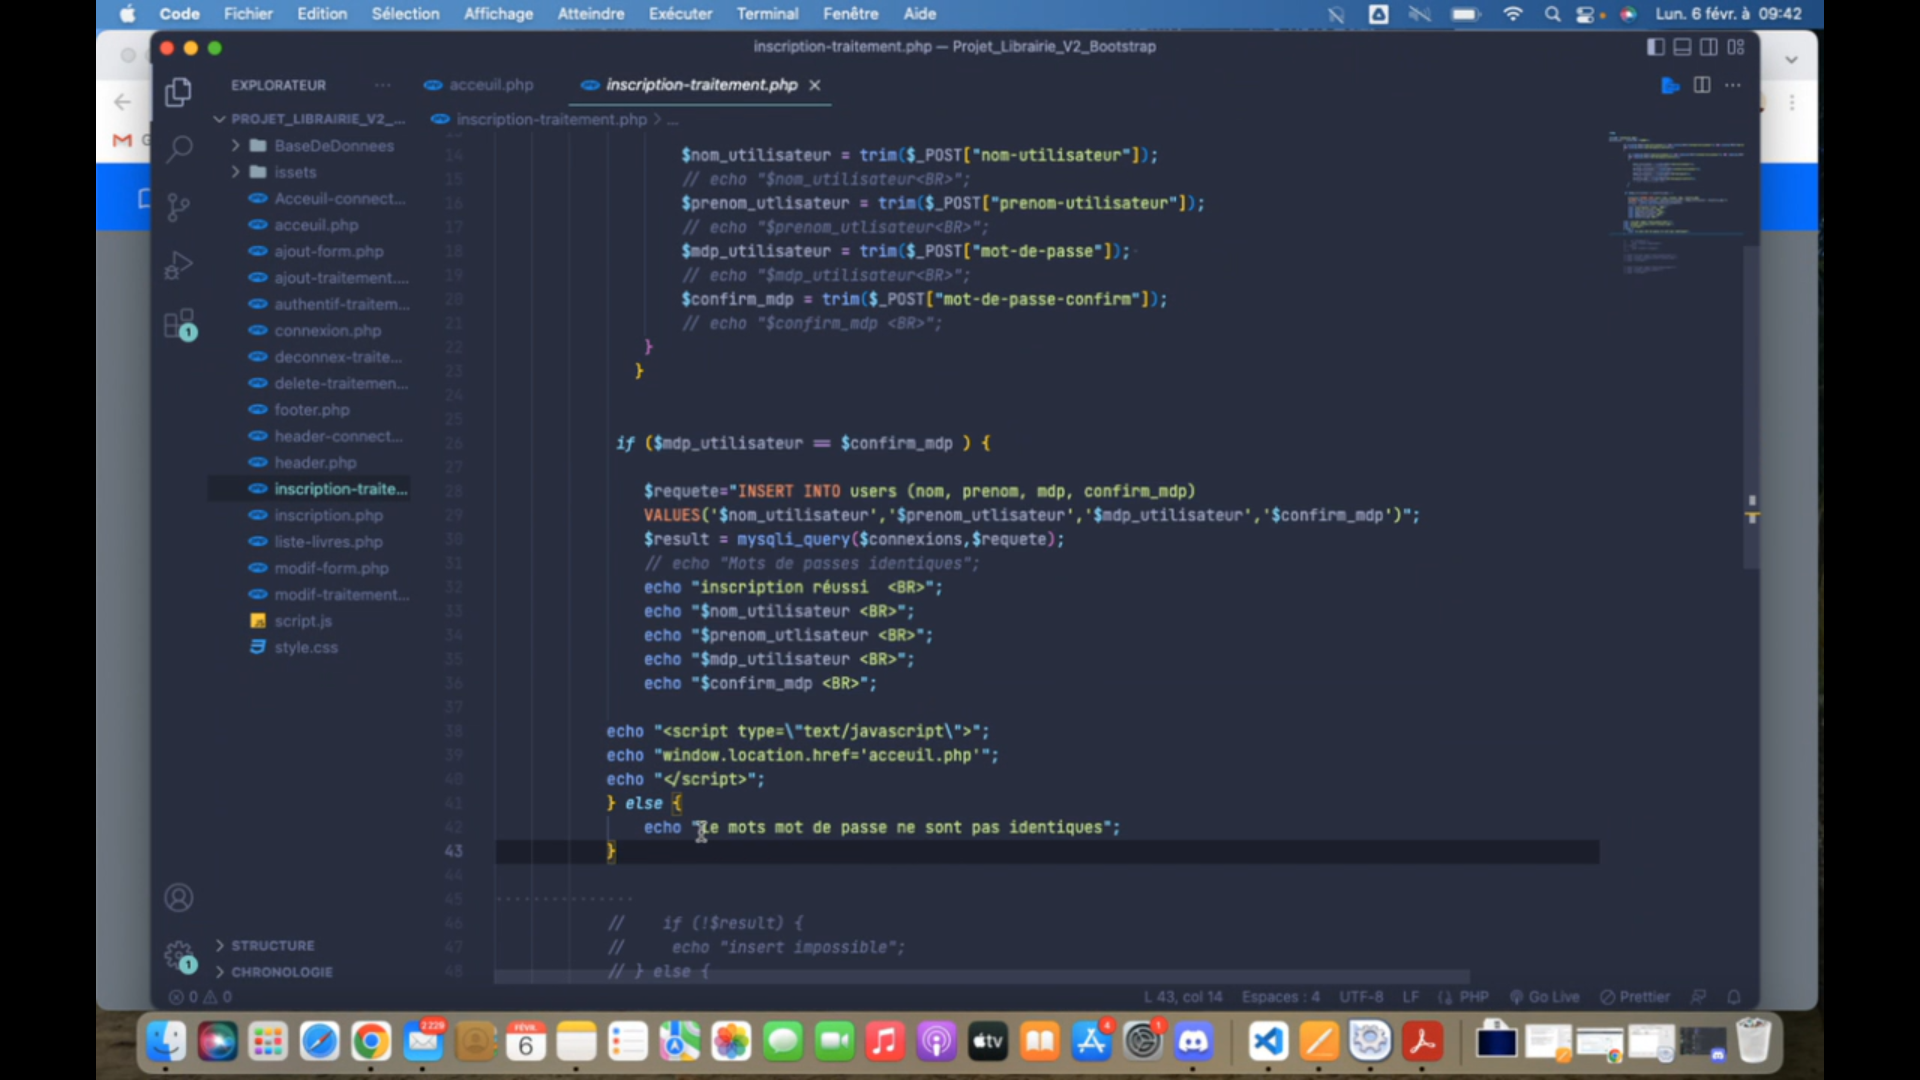 Code Fichier Edition Sélection Affichage Atteindre Exécuter Terminal Fenêtre Aide Lun. 6 févr. à 09:42
inscription-traitement.php — Projet_Librairie_V2_Bootstrap
EXPLORATEUR ... acceuil.php inscription-traitement.php
PROJET_LIBRAIRIE_V2_...
inscription-traitement.php > ...
BaseDeDonnees
issets
Acceuil-connect...
acceuil.php
ajout-form.php
ajout-traitement....
authentif-traitem...
connexion.php
deconnex-traite...
delete-traitemen...
footer.php
header-connect...
header.php
inscription-traite...
inscription.php
liste-livres.php
modif-form.php
modif-traitement...
script.js
style.css
STRUCTURE
CHRONOLOGIE
14 $nom_utilisateur = trim($_POST["nom-utilisateur"]);
15 // echo "$nom_utilisateur<BR>";
16 $prenom_utlisateur = trim($_POST["prenom-utilisateur"]);
17 // echo "$prenom_utlisateur<BR>";
18 $mdp_utilisateur = trim($_POST["mot-de-passe"]);
19 // echo "$mdp_utilisateur<BR>";
20 $confirm_mdp = trim($_POST["mot-de-passe-confirm"]);
21 // echo "$confirm_mdp <BR>";
22 }
23 }
24
25
26 if ($mdp_utilisateur == $confirm_mdp ) {
27
28 $requete="INSERT INTO users (nom, prenom, mdp, confirm_mdp)
29 VALUES('$nom_utilisateur','$prenom_utlisateur','$mdp_utilisateur','$confirm_mdp')";
30 $result = mysqli_query($connexions,$requete);
31 // echo "Mots de passes identiques";
32 echo "inscription réussi <BR>";
33 echo "$nom_utilisateur <BR>";
34 echo "$prenom_utlisateur <BR>";
35 echo "$mdp_utilisateur <BR>";
36 echo "$confirm_mdp <BR>";
37
38 echo "<script type=\"text/javascript\">";
39 echo "window.location.href='acceuil.php'";
40 echo "</script>";
41 } else {
42 echo "Le mots mot de passe ne sont pas identiques";
43 }
44
45
46 // if (!$result) {
47 // echo "insert impossible";
48 // } else {
0 0 L 43, col 14 Espaces : 4 UTF-8 LF PHP Go Live Prettier
2 229
FÉVR.
6
tv
4
1